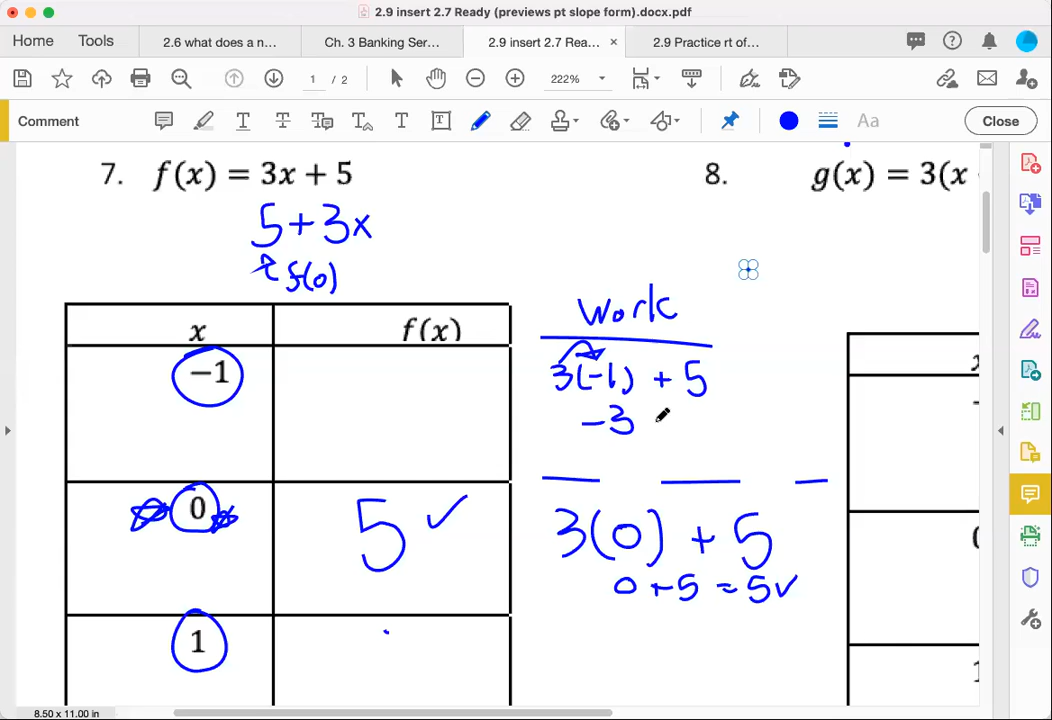 2.9 insert 2.7 Ready (previews pt slope form).docx.pdf
Home Tools 2.6 what does a n... Ch. 3 Banking Ser... 2.9 insert 2.7 Rea... × 2.9 Practice rt of...
1 / 2 222%
Comment Aa Close
7. f(x) = 3x + 5
8. g(x) = 3(x
5+3x
f(0)
Work
x f(x)
−1
3(-1) + 5
-3
0 5 ✓
3(0) + 5
0+5 = 5✓
1
8.50 x 11.00 in